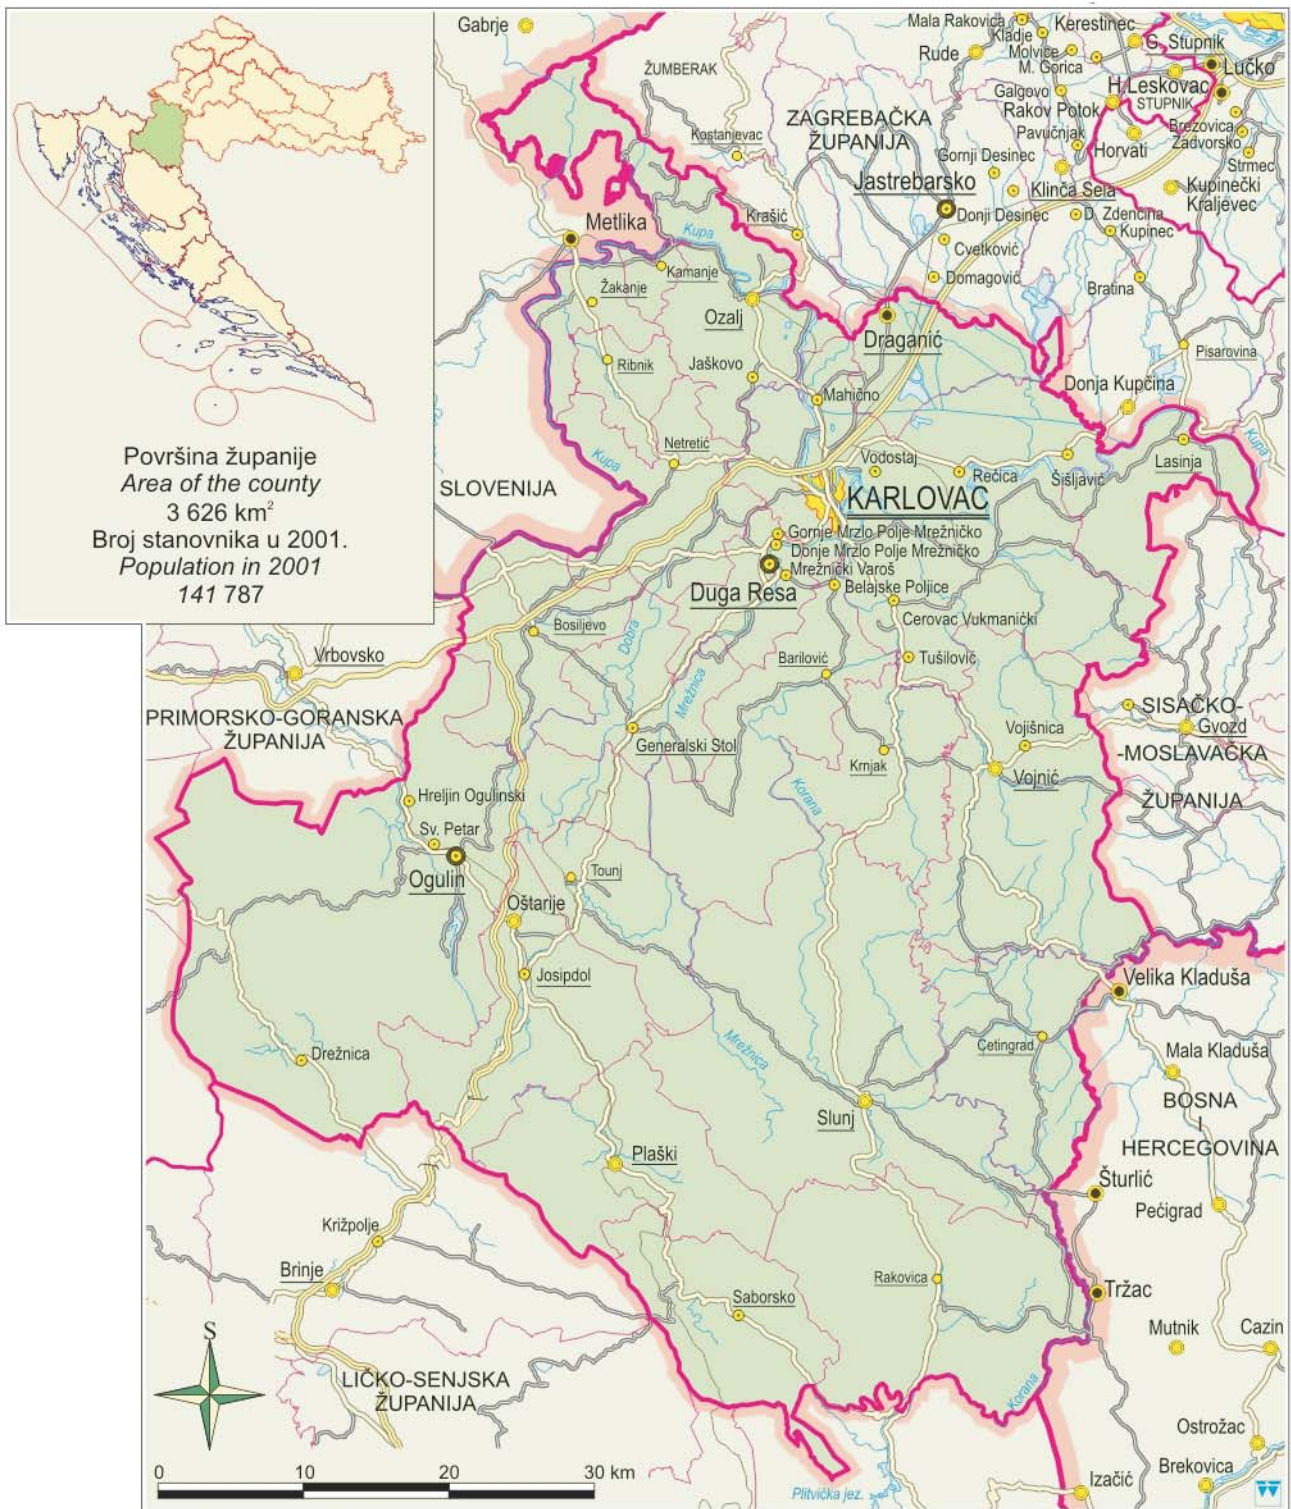 Površina županije
Area of the county
3 626 km²
Broj stanovnika u 2001.
Population in 2001
141 787
Gabrje
Mala Rakovica
Kerestinec
Kladje
Rude
Molvice
G. Stupnik
M. Gorica
Lučko
ŽUMBERAK
H.Leskovac
Galgovo
STUPNIK
Rakov Potok
ZAGREBAČKA
ŽUPANIJA
Pavučnjak
Brezovica
Zadvorsko
Kostanjevac
Horvati
Strmec
Gornji Desinec
Jastrebarsko
Klinča Sela
Kupinečki
Kraljevec
Krašić
Donji Desinec
D. Zdenčina
Kupinec
Metlika
Kupa
Cvetković
Kamanje
Domagović
Bratina
Žakanje
Ozalj
Draganić
Pisarovina
Ribnik
Jaškovo
Donja Kupčina
Mahično
Netretić
Kupa
Kupa
Vodostaj
Rečica
Šišljavić
Lasinja
SLOVENIJA
KARLOVAC
Gornje Mrzlo Polje Mrežničko
Donje Mrzlo Polje Mrežničko
Mrežnički Varoš
Duga Resa
Belajske Poljice
Cerovac Vukmanički
Bosiljevo
Dobra
Vrbovsko
Barilović
Tušilović
Mrežnica
PRIMORSKO-GORANSKA
ŽUPANIJA
SISAČKO-
Gvozd
-MOSLAVAČKA
ŽUPANIJA
Vojišnica
Generalski Stol
Krnjak
Vojnić
Korana
Hreljin Ogulinski
Sv. Petar
Ogulin
Tounj
Oštarije
Josipdol
Velika Kladuša
Drežnica
Mrežnica
Cetingrad
Mala Kladuša
BOSNA
I
HERCEGOVINA
Slunj
Plaški
Šturlić
Pećigrad
Križpolje
Brinje
Rakovica
Saborsko
Tržac
Mutnik
Cazin
S
LIČKO-SENJSKA
ŽUPANIJA
Korana
Ostrožac
Brekovica
Izačić
Plitvička jez.
0 10 20 30 km